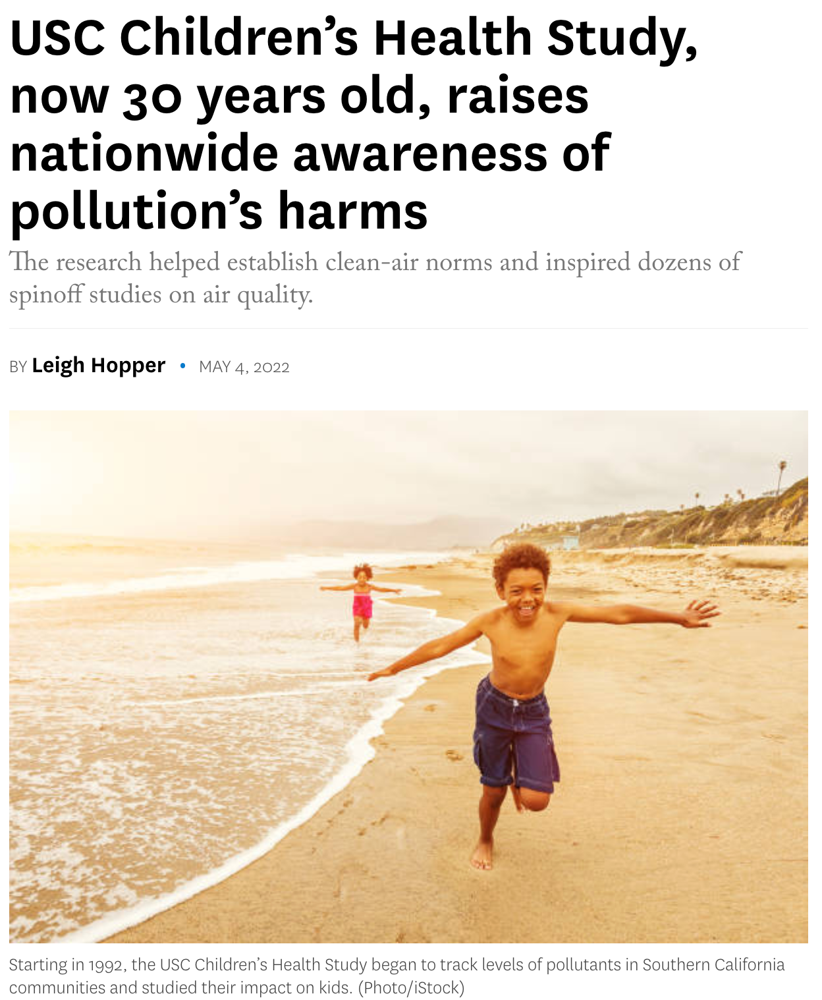 USC Children’s Health Study,
now 30 years old, raises
nationwide awareness of
pollution’s harms
The research helped establish clean-air norms and inspired dozens of
spinoff studies on air quality.
BY Leigh Hopper • MAY 4, 2022
Starting in 1992, the USC Children’s Health Study began to track levels of pollutants in Southern California
communities and studied their impact on kids. (Photo/iStock)